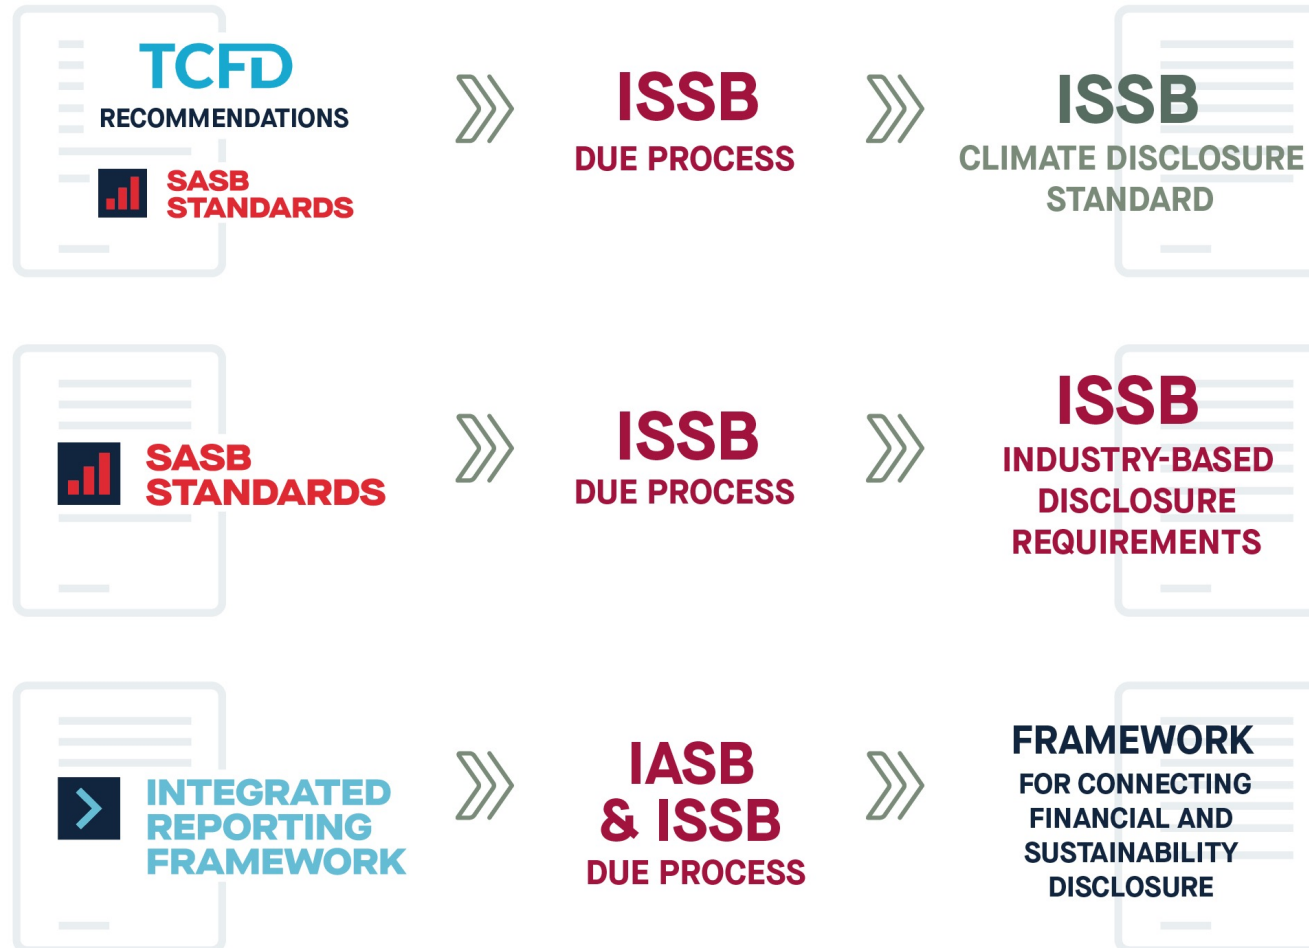 TCFD
RECOMMENDATIONS
SASB
STANDARDS
ISSB
DUE PROCESS
ISSB
CLIMATE DISCLOSURE
STANDARD
SASB
STANDARDS
ISSB
DUE PROCESS
ISSB
INDUSTRY-BASED
DISCLOSURE
REQUIREMENTS
INTEGRATED
REPORTING
FRAMEWORK
IASB
& ISSB
DUE PROCESS
FRAMEWORK
FOR CONNECTING
FINANCIAL AND
SUSTAINABILITY
DISCLOSURE